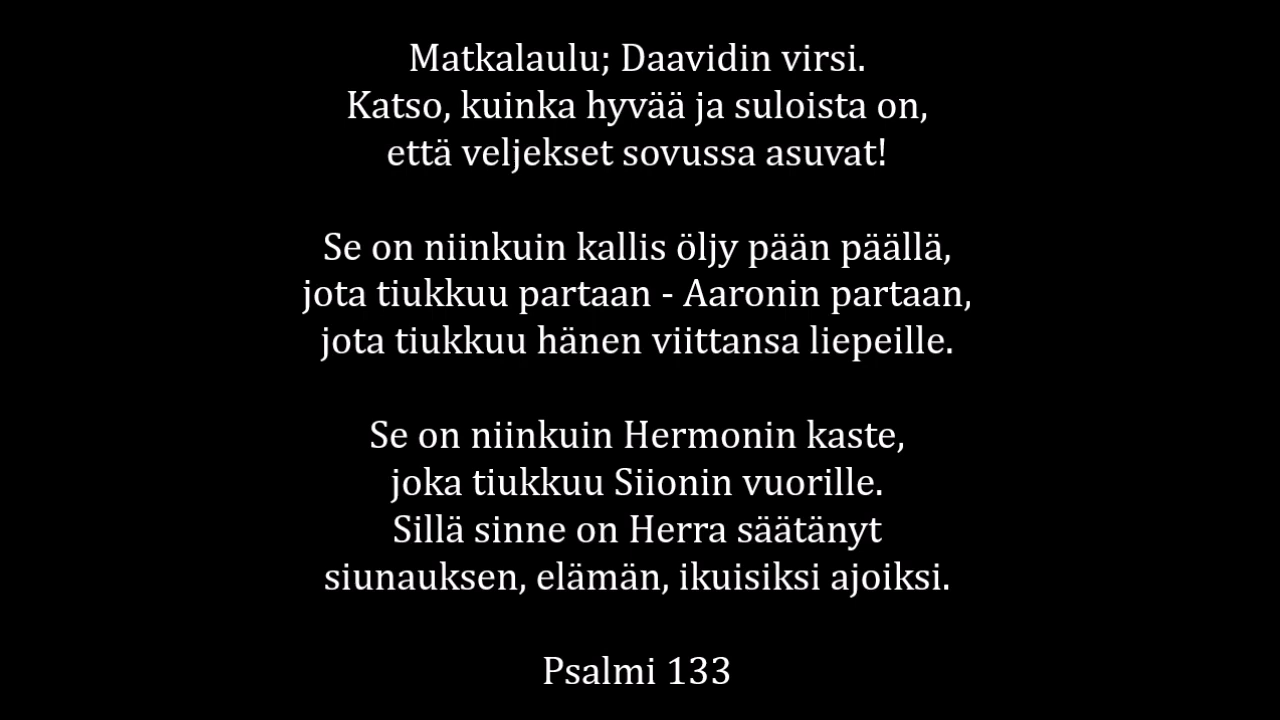 Matkalaulu; Daavidin virsi.
Katso, kuinka hyvää ja suloista on,
että veljekset sovussa asuvat!
Se on niinkuin kallis öljy pään päällä,
jota tiukkuu partaan - Aaronin partaan,
jota tiukkuu hänen viittansa liepeille.
Se on niinkuin Hermonin kaste,
joka tiukkuu Siionin vuorille.
Sillä sinne on Herra säätänyt
siunauksen, elämän, ikuisiksi ajoiksi.
Psalmi 133